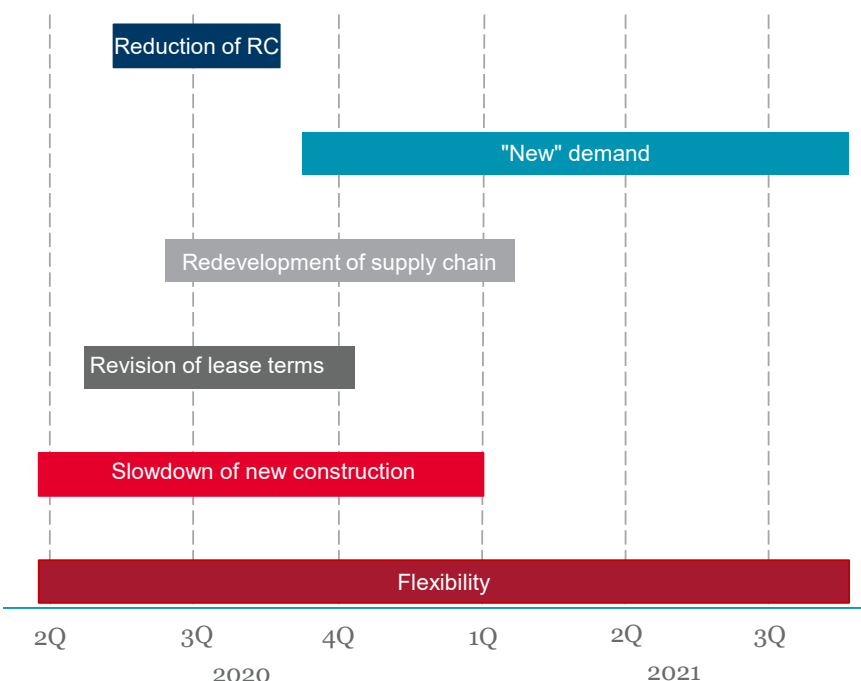 Reduction of RC
"New" demand
Redevelopment of supply chain
Revision of lease terms
Slowdown of new construction
Flexibility
2Q 3Q 4Q 1Q 2Q 3Q
2020 2021